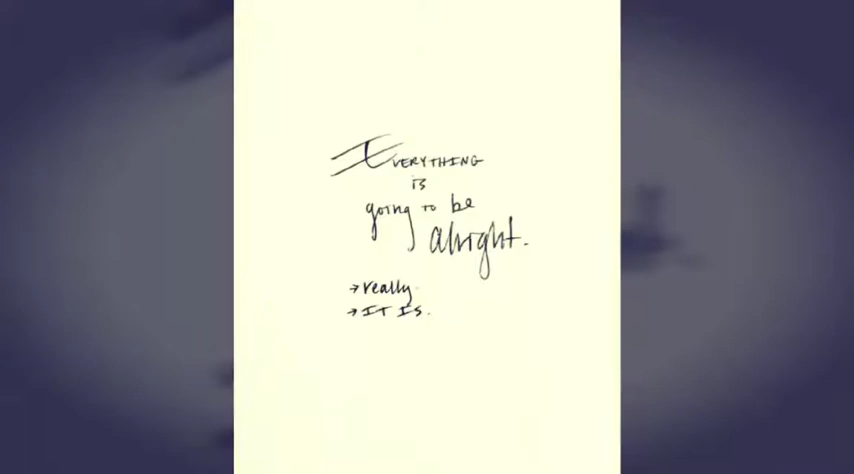 EVERYTHING
is
going to be
alright.
→ really
→ IT IS.